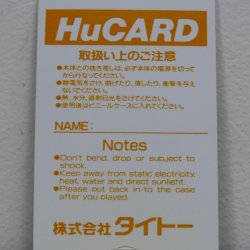 HuCARD
取扱い上のご注意
●本体との抜き差しは、必ず本体の電源を切って
から行なってください。
●静電気をさけ、曲げたり、濡したり、衝撃を与え
ないでください。
●熱、水分、直射日光をさけてください。
●使用後はビニールケースに入れてください。
NAME:
Notes
●Don't bend, drop or subject to
shock.
●Keep away from static electricity,
heat, water and direct sunlight.
●Please put back in-to the case
after you played.
株式会社タイトー